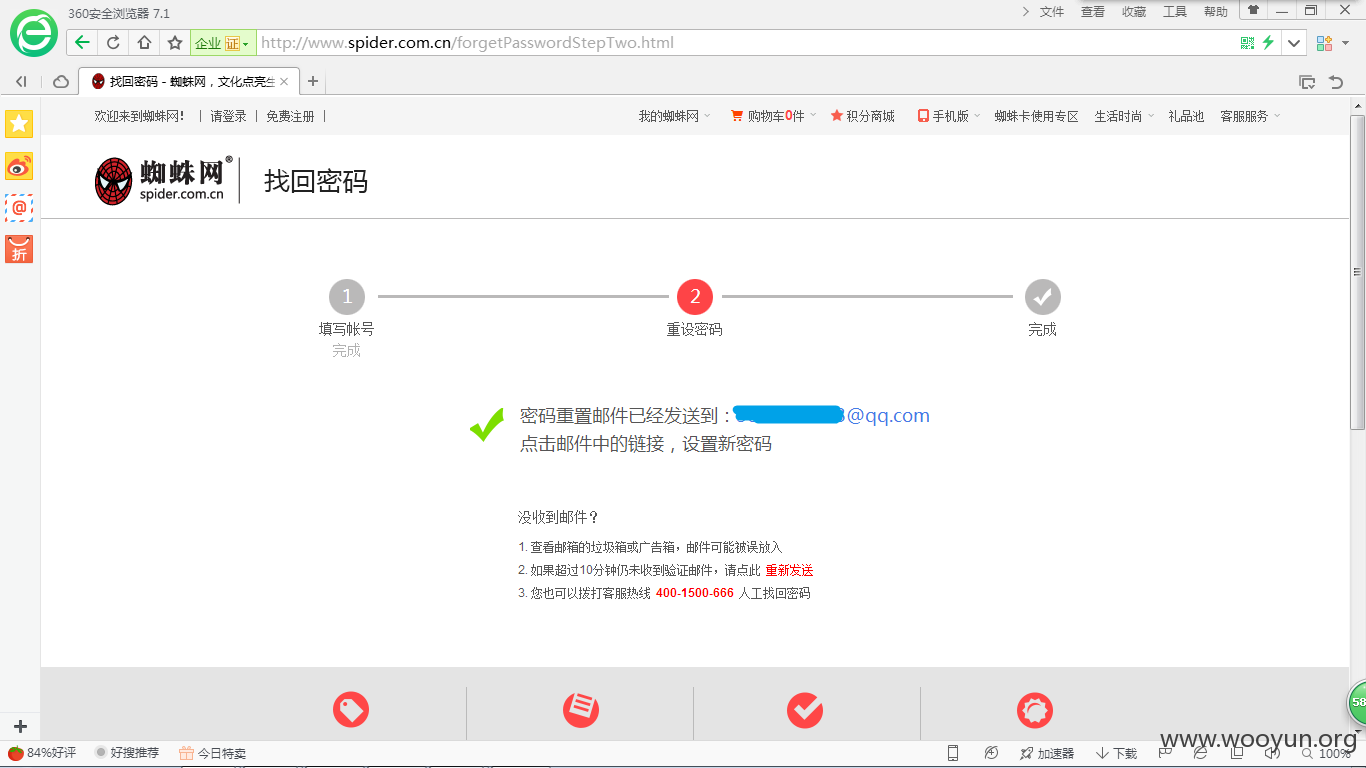 360安全浏览器 7.1
文件 查看 收藏 工具 帮助
企业 证 http://www.spider.com.cn/forgetPasswordStepTwo.html
找回密码 - 蜘蛛网，文化点亮生
欢迎来到蜘蛛网! | 请登录 | 免费注册 |
我的蜘蛛网 购物车0件 积分商城 手机版 蜘蛛卡使用专区 生活时尚 礼品池 客服服务
蜘蛛网® 找回密码
spider.com.cn
@
折
1 2
填写帐号 重设密码 完成
完成
密码重置邮件已经发送到：@qq.com
点击邮件中的链接，设置新密码
没收到邮件？
1. 查看邮箱的垃圾箱或广告箱，邮件可能被误放入
2. 如果超过10分钟仍未收到验证邮件，请点此 重新发送
3. 您也可以拨打客服热线 400-1500-666 人工找回密码
58
www.wooyun.org
84%好评 好搜推荐 今日特卖 加速器 下载 100%